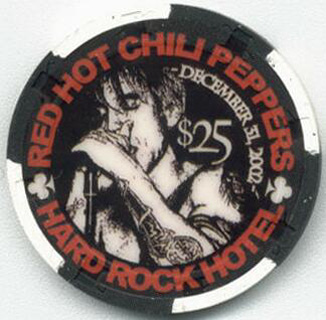 RED HOT CHILI PEPPERS
- DECEMBER 31, 2002 -
$25
HARD ROCK HOTEL